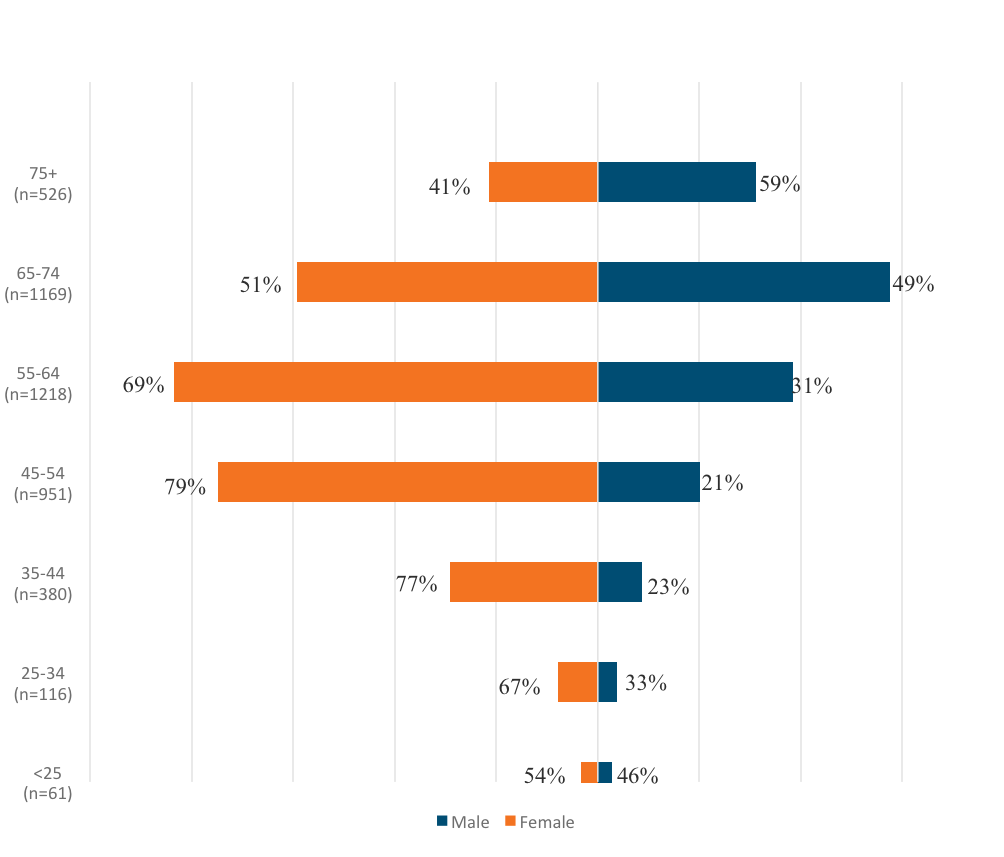 75+
(n=526)
41%
59%
65-74
(n=1169)
51%
49%
55-64
(n=1218)
69%
31%
45-54
(n=951)
79%
21%
35-44
(n=380)
77%
23%
25-34
(n=116)
67%
33%
<25
(n=61)
54%
46%
Male Female